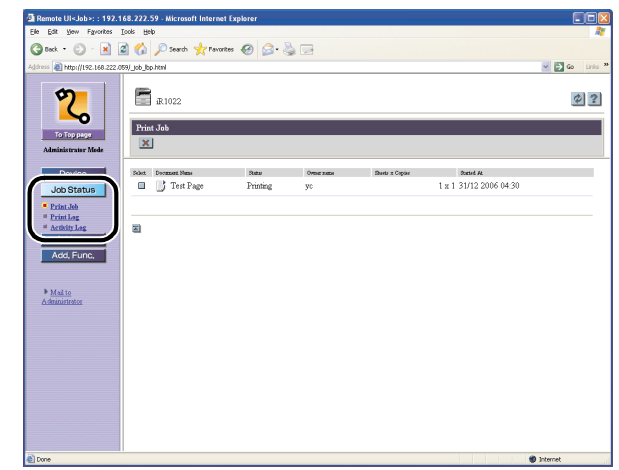 Remote UI<Job>: : 192.168.222.59 - Microsoft Internet Explorer
File Edit View Favorites Tools Help
Back Search Favorites
Address http://192.168.222.059/_job_lbp.html Go Links »
iR1022
To Top page
Administrator Mode
Print Job
Device
Job Status
Print Job
Print Log
Activity Log
Add. Func.
Mail to
Administrator
Select Document Name Status Owner name Sheets x Copies Started At
Test Page Printing yc 1 x 1 31/12 2006 04:30
Done Internet